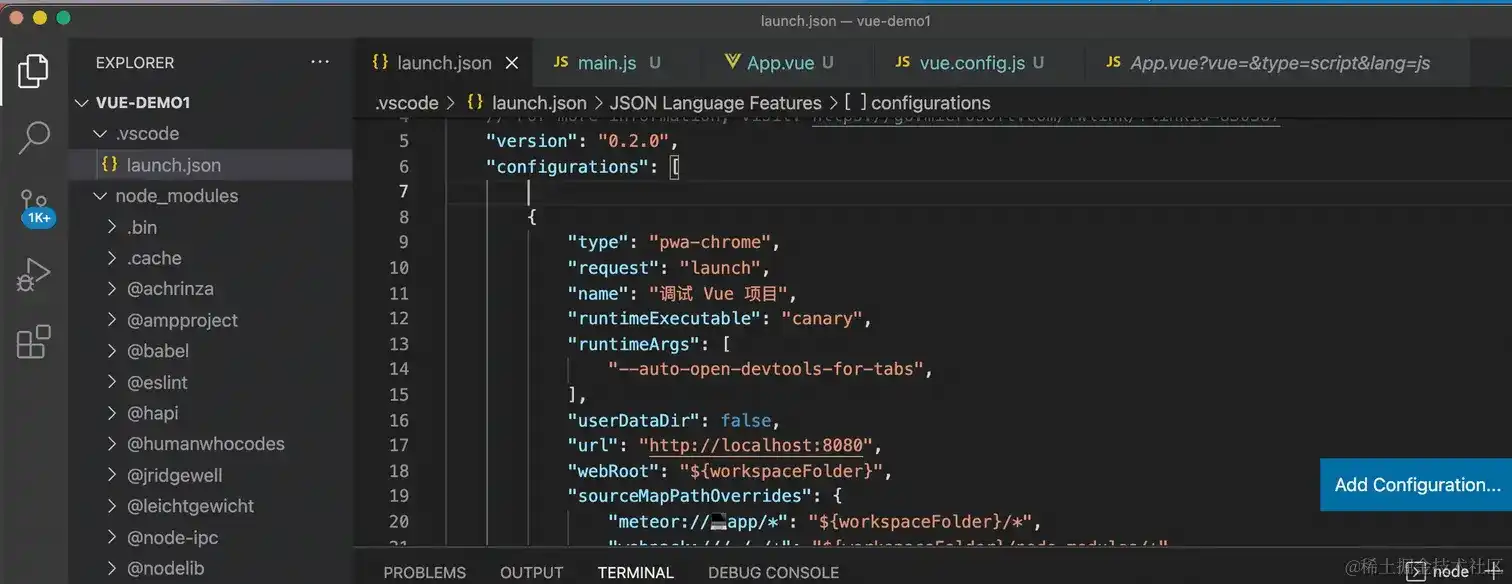 launch.json — vue-demo1
EXPLORER ···
{} launch.json × JS main.js U App.vue U JS vue.config.js U JS App.vue?vue=&type=script&lang=js
VUE-DEMO1
.vscode
{} launch.json
node_modules
.bin
.cache
@achrinza
@ampproject
@babel
@eslint
@hapi
@humanwhocodes
@jridgewell
@leichtgewicht
@node-ipc
@nodelib
1K+
.vscode > {} launch.json > JSON Language Features > [ ] configurations
4 // For more information, visit:
5 "version": "0.2.0",
6 "configurations": [
7
8 {
9 "type": "pwa-chrome",
10 "request": "launch",
11 "name": "调试 Vue 项目",
12 "runtimeExecutable": "canary",
13 "runtimeArgs": [
14 "--auto-open-devtools-for-tabs",
15 ],
16 "userDataDir": false,
17 "url": "http://localhost:8080",
18 "webRoot": "${workspaceFolder}",
19 "sourceMapPathOverrides": {
20 "meteor://💻app/*": "${workspaceFolder}/*",
21
Add Configuration...
PROBLEMS OUTPUT TERMINAL DEBUG CONSOLE
node
@稀土掘金技术社区